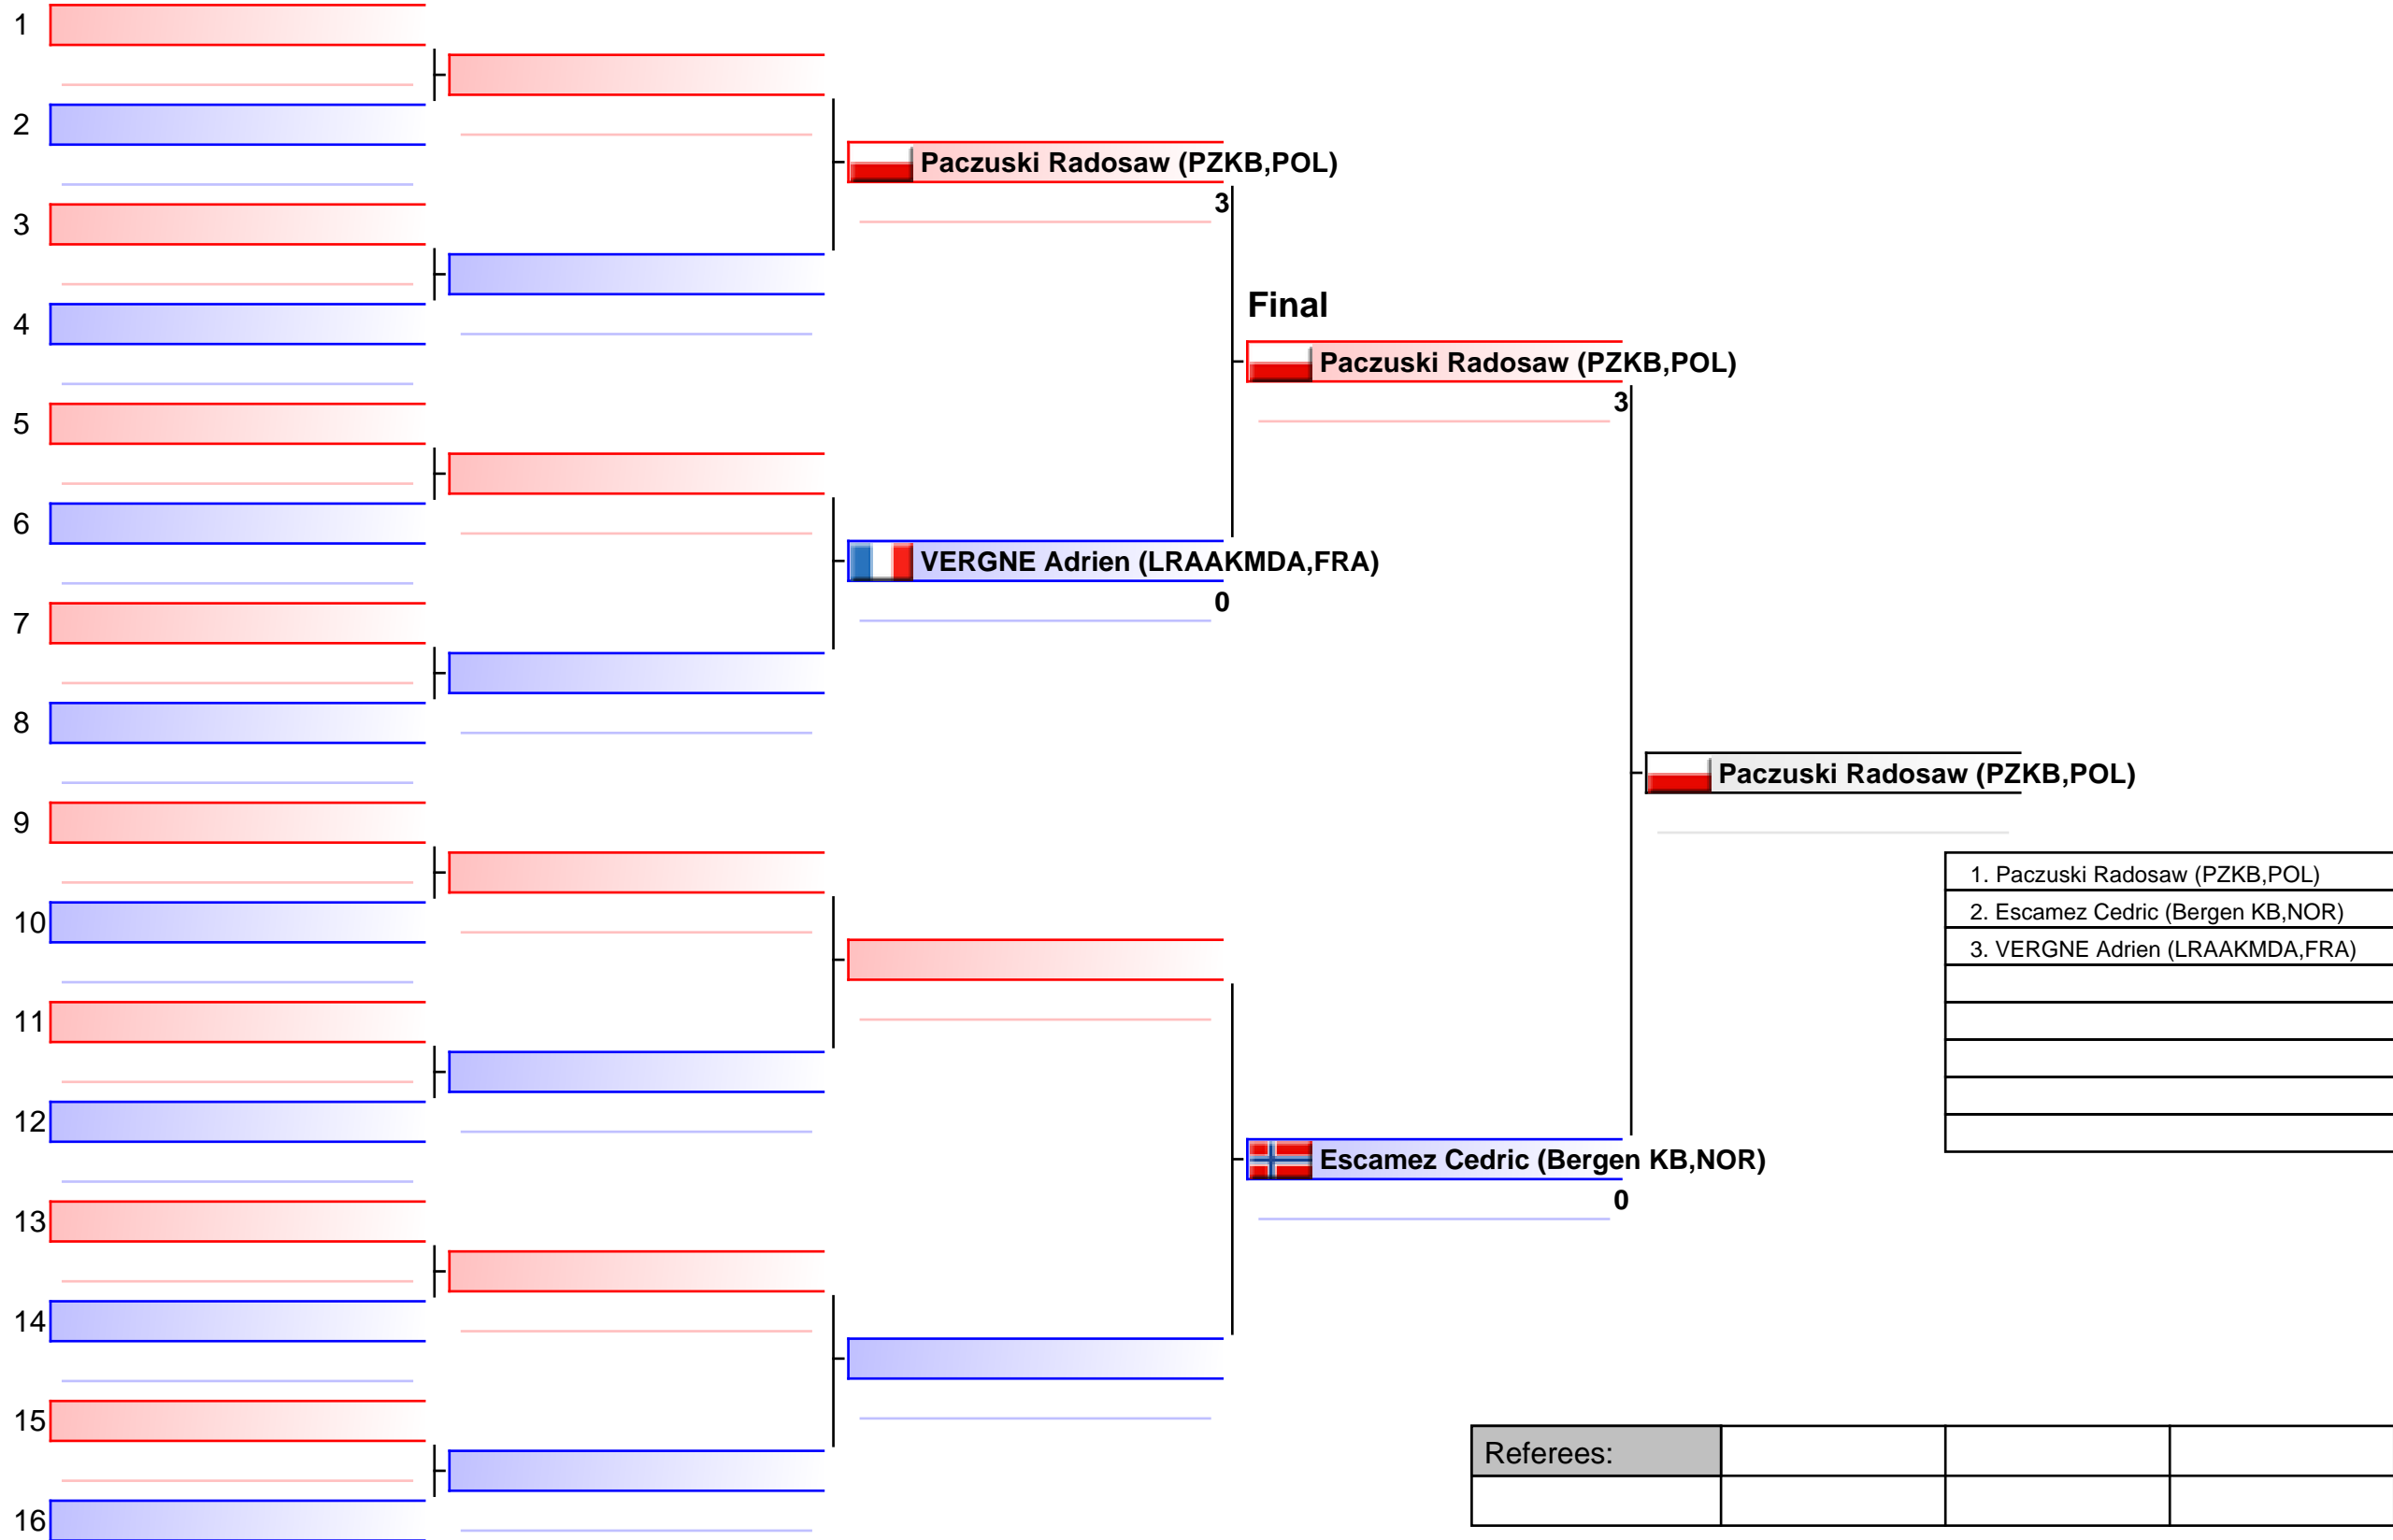 1
2
Paczuski Radosaw (PZKB,POL)
3
3
4
Final
Paczuski Radosaw (PZKB,POL)
3
5
6
VERGNE Adrien (LRAAKMDA,FRA)
0
7
8
Paczuski Radosaw (PZKB,POL)
9
1. Paczuski Radosaw (PZKB,POL)
10
2. Escamez Cedric (Bergen KB,NOR)
3. VERGNE Adrien (LRAAKMDA,FRA)
11
12
Escamez Cedric (Bergen KB,NOR)
0
13
14
15
Referees:
16